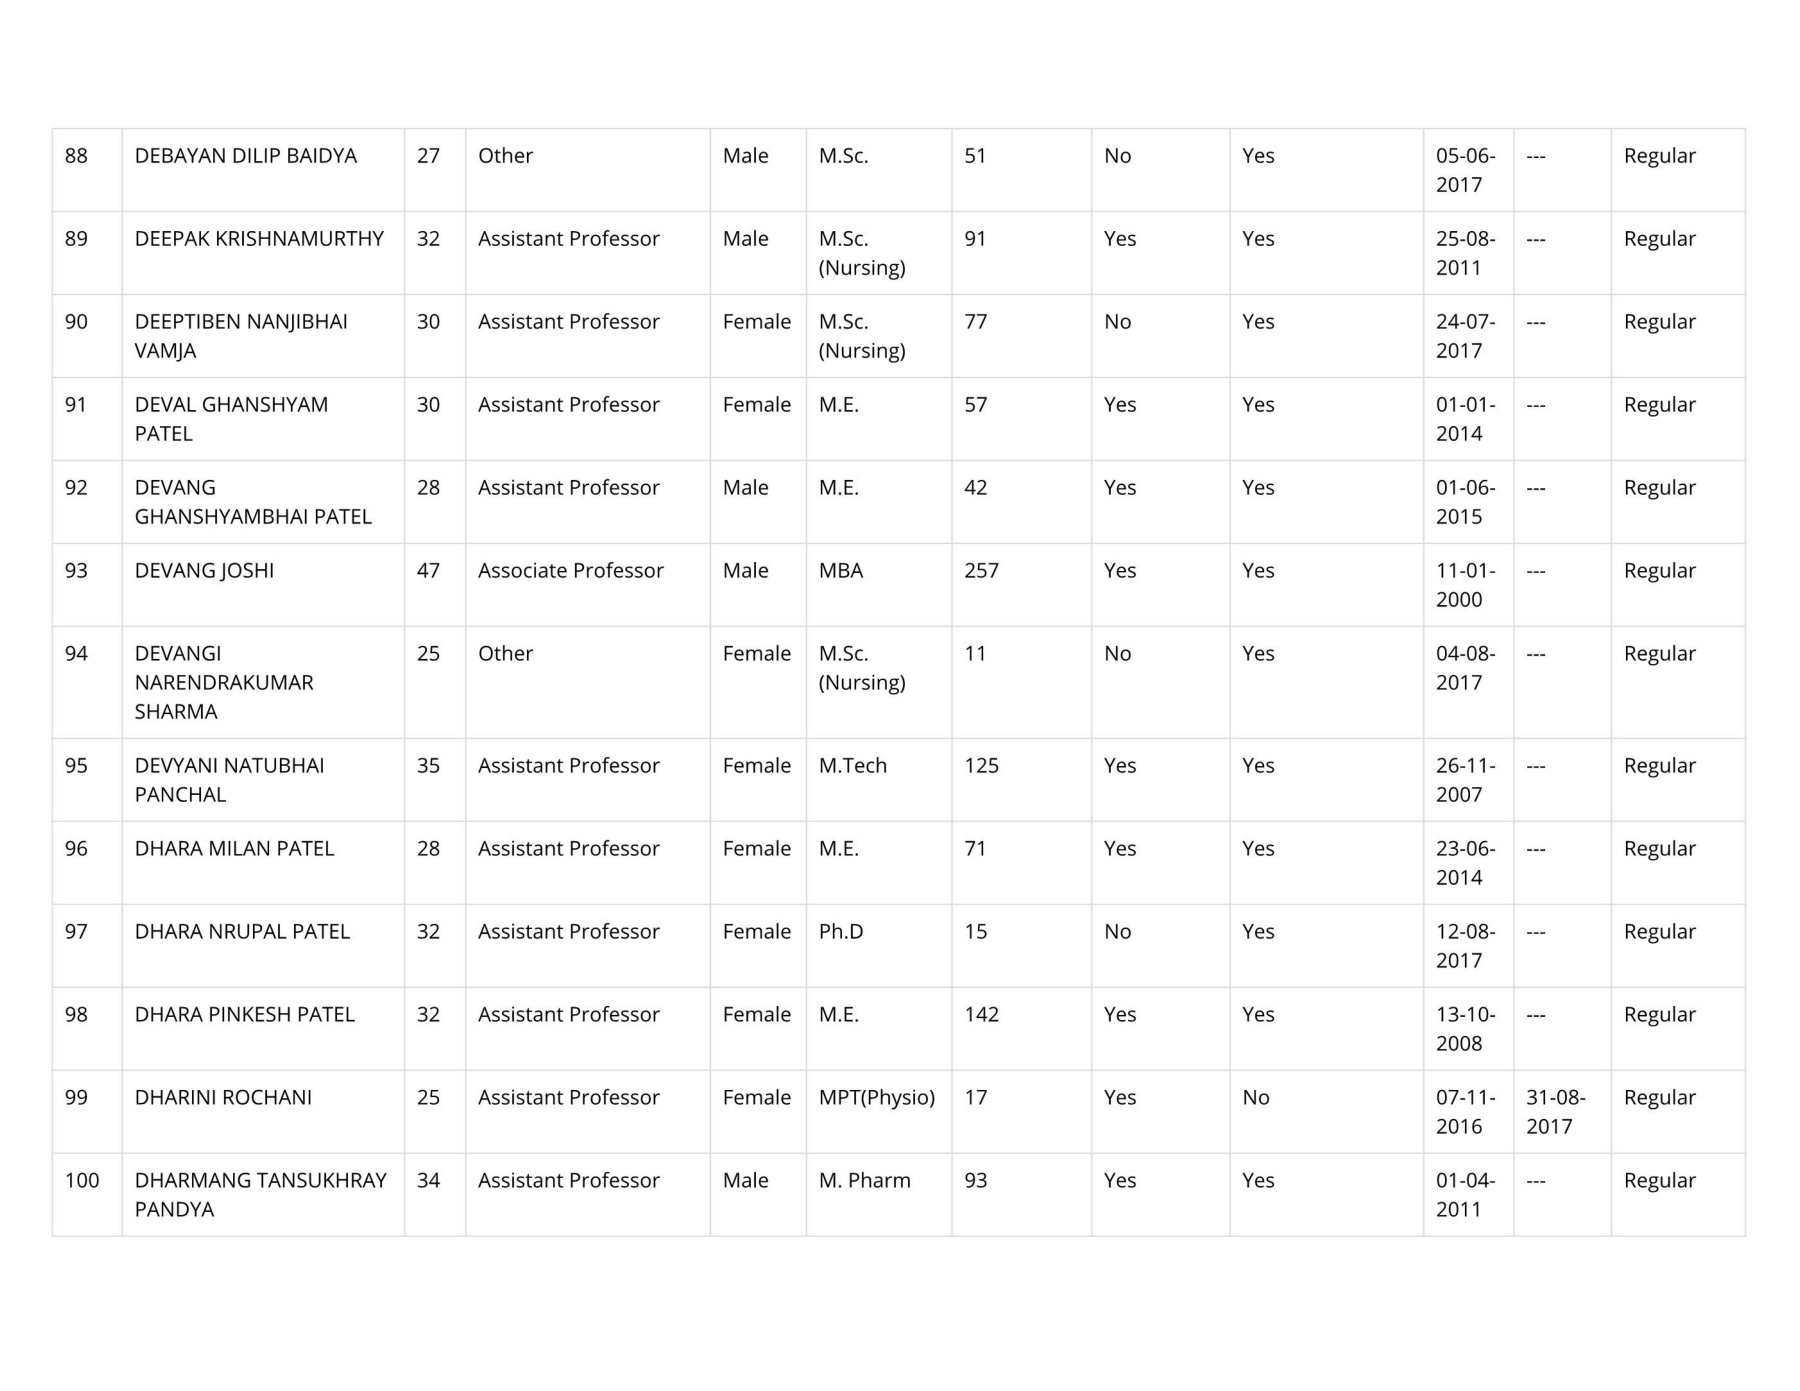 88 DEBAYAN DILIP BAIDYA 27 Other Male M.Sc. 51 No Yes 05-06- --- Regular
2017
89 DEEPAK KRISHNAMURTHY 32 Assistant Professor Male M.Sc. 91 Yes Yes 25-08- --- Regular
(Nursing) 2011
90 DEEPTIBEN NANJIBHAI 30 Assistant Professor Female M.Sc. 77 No Yes 24-07- --- Regular
VAMJA (Nursing) 2017
91 DEVAL GHANSHYAM 30 Assistant Professor Female M.E. 57 Yes Yes 01-01- --- Regular
PATEL 2014
92 DEVANG 28 Assistant Professor Male M.E. 42 Yes Yes 01-06- --- Regular
GHANSHYAMBHAI PATEL 2015
93 DEVANG JOSHI 47 Associate Professor Male MBA 257 Yes Yes 11-01- --- Regular
2000
94 DEVANGI 25 Other Female M.Sc. 11 No Yes 04-08- --- Regular
NARENDRAKUMAR (Nursing) 2017
SHARMA
95 DEVYANI NATUBHAI 35 Assistant Professor Female M.Tech 125 Yes Yes 26-11- --- Regular
PANCHAL 2007
96 DHARA MILAN PATEL 28 Assistant Professor Female M.E. 71 Yes Yes 23-06- --- Regular
2014
97 DHARA NRUPAL PATEL 32 Assistant Professor Female Ph.D 15 No Yes 12-08- --- Regular
2017
98 DHARA PINKESH PATEL 32 Assistant Professor Female M.E. 142 Yes Yes 13-10- --- Regular
2008
99 DHARINI ROCHANI 25 Assistant Professor Female MPT(Physio) 17 Yes No 07-11- 31-08- Regular
2016 2017
100 DHARMANG TANSUKHRAY 34 Assistant Professor Male M. Pharm 93 Yes Yes 01-04- --- Regular
PANDYA 2011